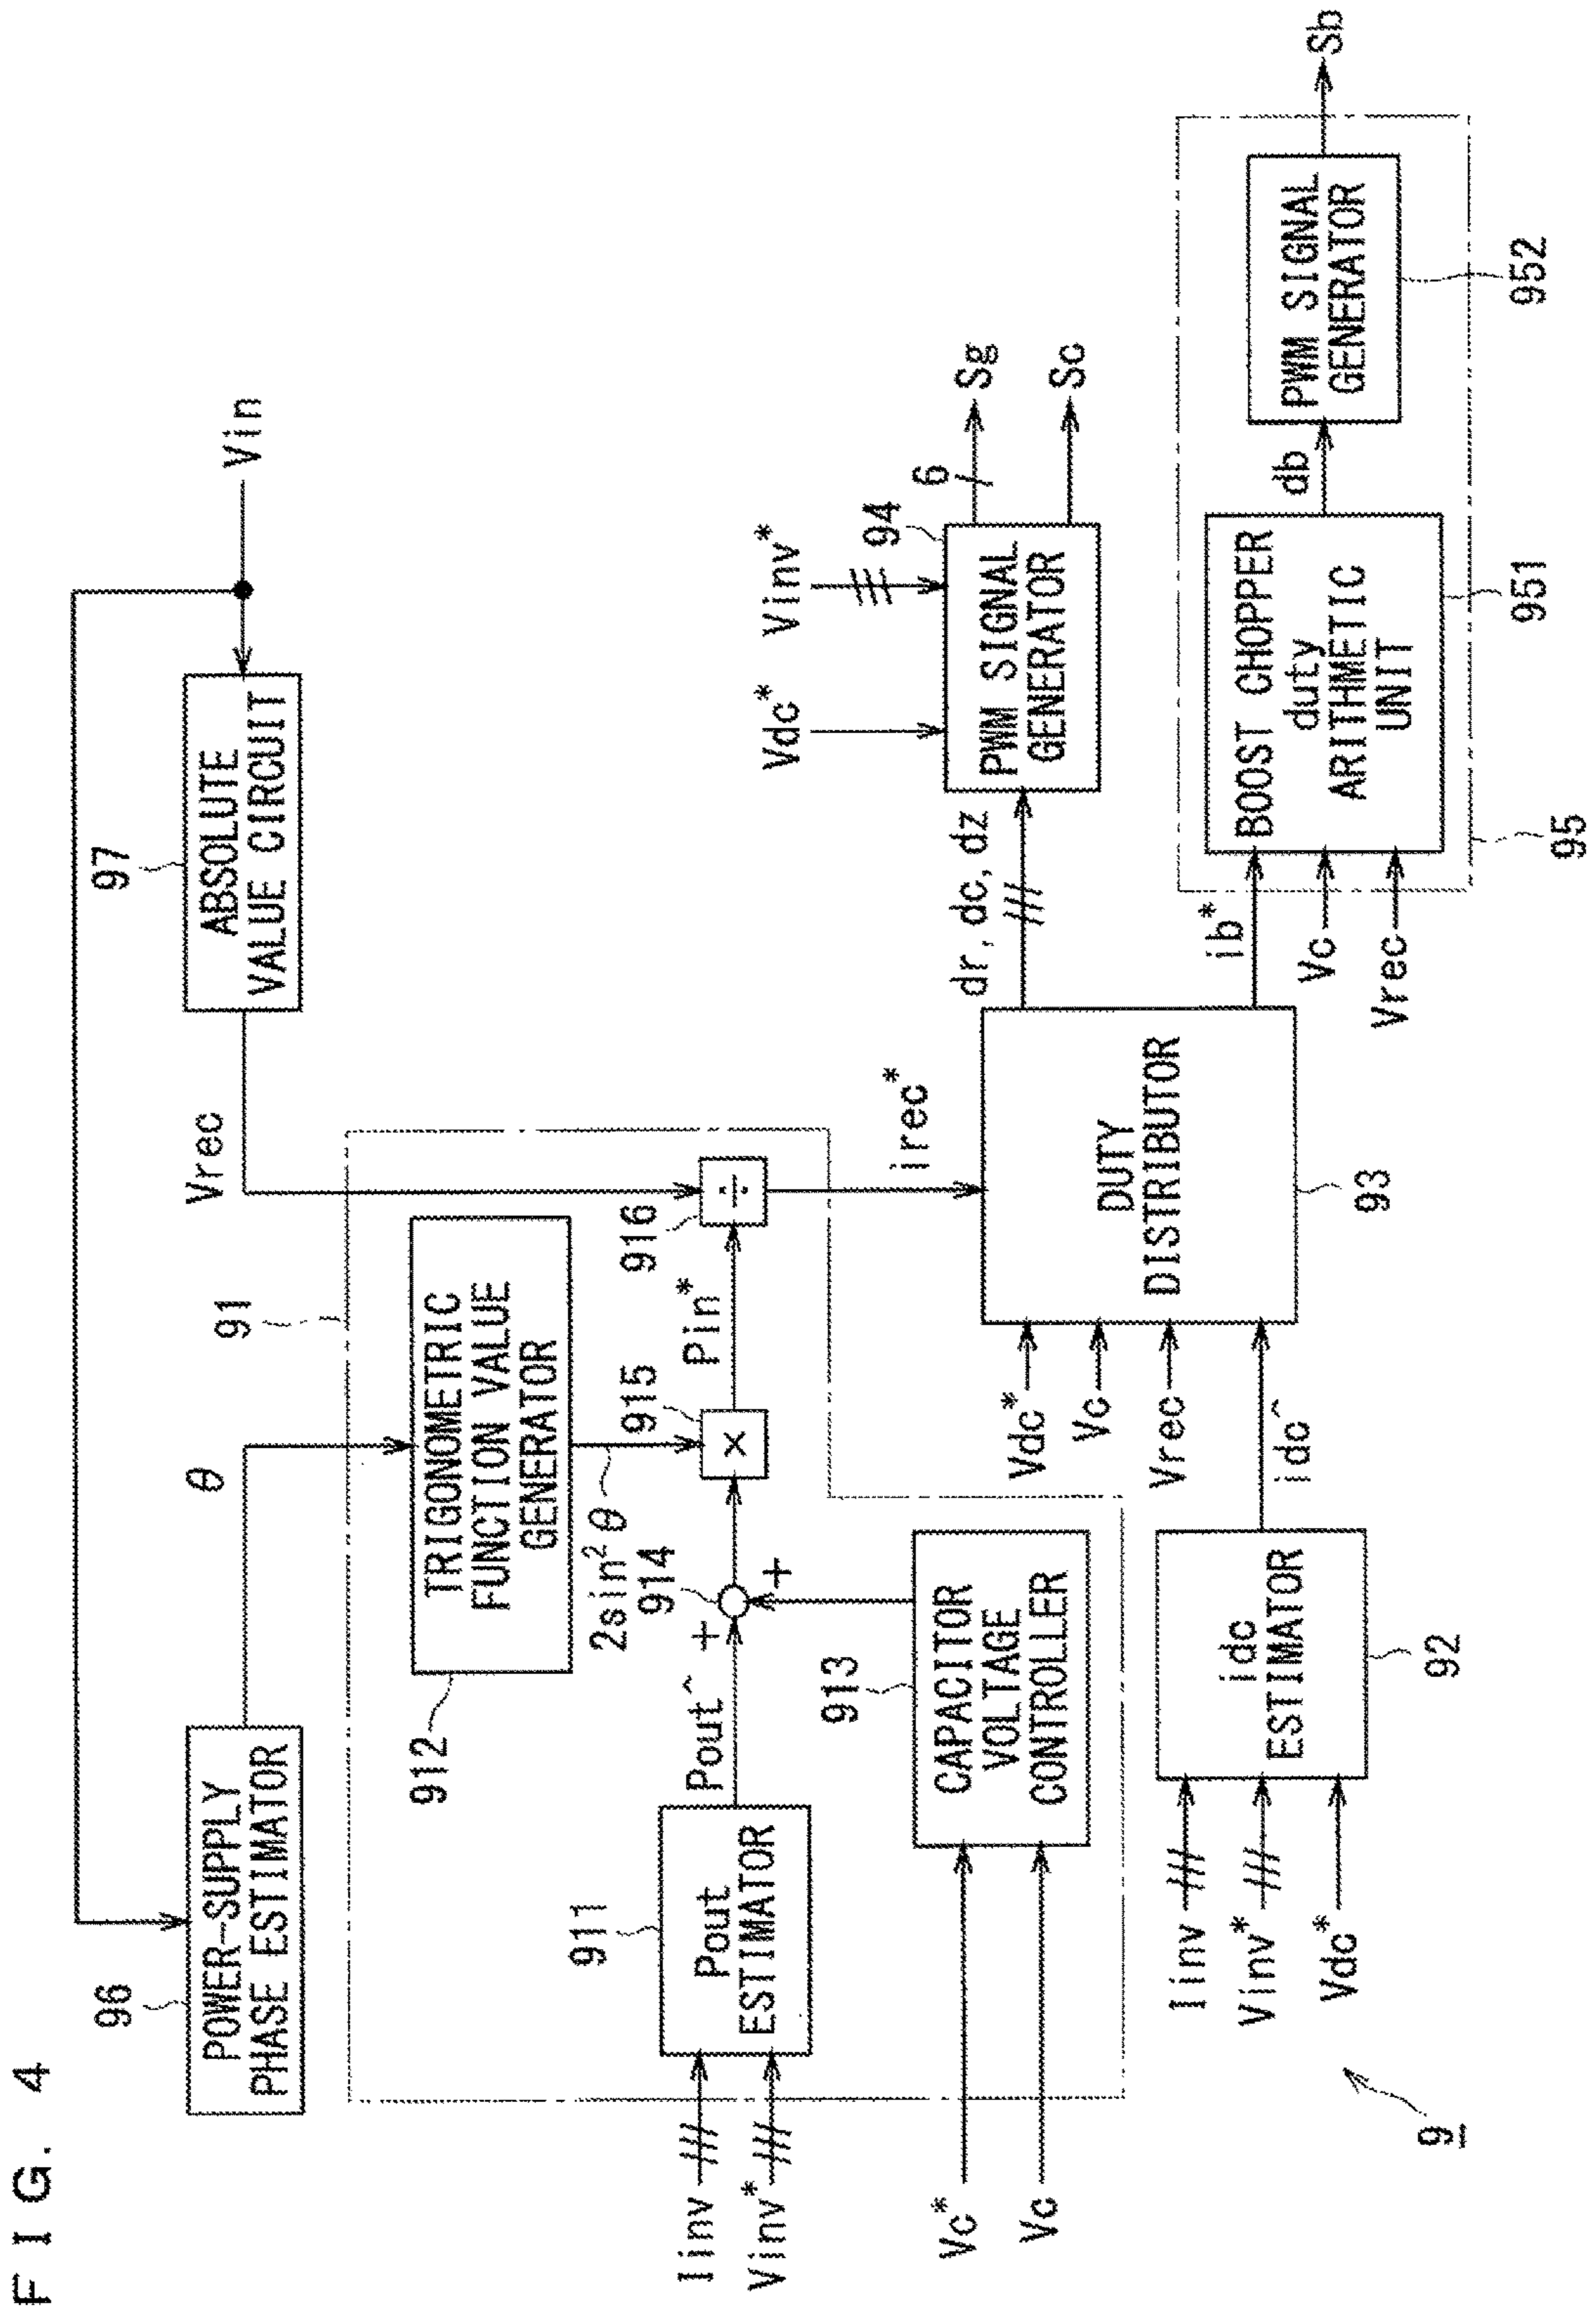 FIG. 4
96
POWER-SUPPLY
PHASE ESTIMATOR
θ
Vrec
97
ABSOLUTE
VALUE CIRCUIT
Vin
91
912
TRIGONOMETRIC
FUNCTION VALUE
GENERATOR
2sin² θ
911
Iinv
Vinv*
Pout
ESTIMATOR
Pout^
+
+
914
915
×
Pin*
916
÷
irec*
Vc*
Vc
913
CAPACITOR
VOLTAGE
CONTROLLER
Iinv
Vinv*
Vdc*
idc
ESTIMATOR
92
idc^
Vdc*
Vc
Vrec
DUTY
DISTRIBUTOR
93
dr, dc, dz
Vdc*
Vinv*
94
PWM SIGNAL
GENERATOR
6
Sg
Sc
ib*
Vc
Vrec
BOOST CHOPPER
duty
ARITHMETIC
UNIT
951
95
db
PWM SIGNAL
GENERATOR
952
Sb
9